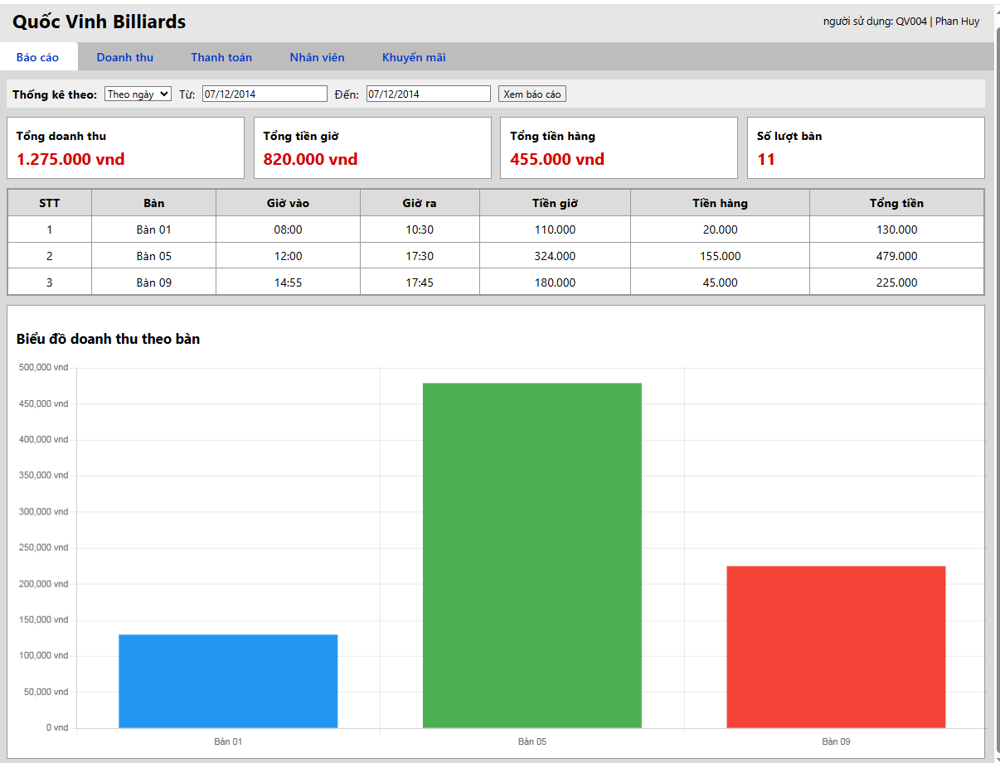 Quốc Vinh Billiards
người sử dụng: QV004 | Phan Huy
Báo cáo Doanh thu Thanh toán Nhân viên Khuyến mãi
Thống kê theo: Theo ngày Từ: 07/12/2014 Đến: 07/12/2014 Xem báo cáo
Tổng doanh thu
1.275.000 vnd
Tổng tiền giờ
820.000 vnd
Tổng tiền hàng
455.000 vnd
Số lượt bàn
11
STT Bàn Giờ vào Giờ ra Tiền giờ Tiền hàng Tổng tiền
1 Bàn 01 08:00 10:30 110.000 20.000 130.000
2 Bàn 05 12:00 17:30 324.000 155.000 479.000
3 Bàn 09 14:55 17:45 180.000 45.000 225.000
Biểu đồ doanh thu theo bàn
500,000 vnd
450,000 vnd
400,000 vnd
350,000 vnd
300,000 vnd
250,000 vnd
200,000 vnd
150,000 vnd
100,000 vnd
50,000 vnd
0 vnd
Bàn 01 Bàn 05 Bàn 09